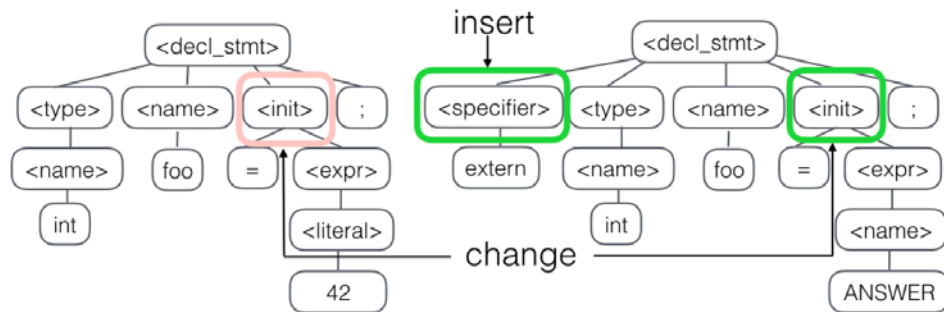 insert
<decl_stmt> <decl_stmt>
<type> <name> <init> ; <specifier> <type> <name> <init> ;
<name> foo = <expr> extern <name> foo = <expr>
int <literal> int <name>
change
42 ANSWER